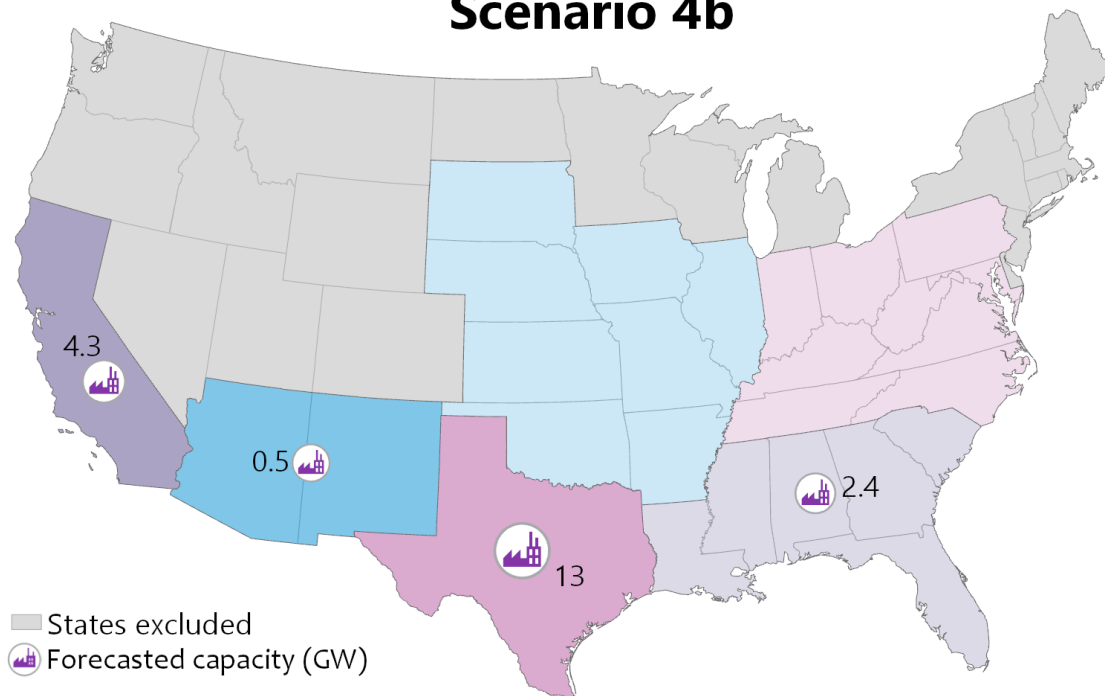 Scenario 4b
4.3
0.5
2.4
13
States excluded
Forecasted capacity (GW)